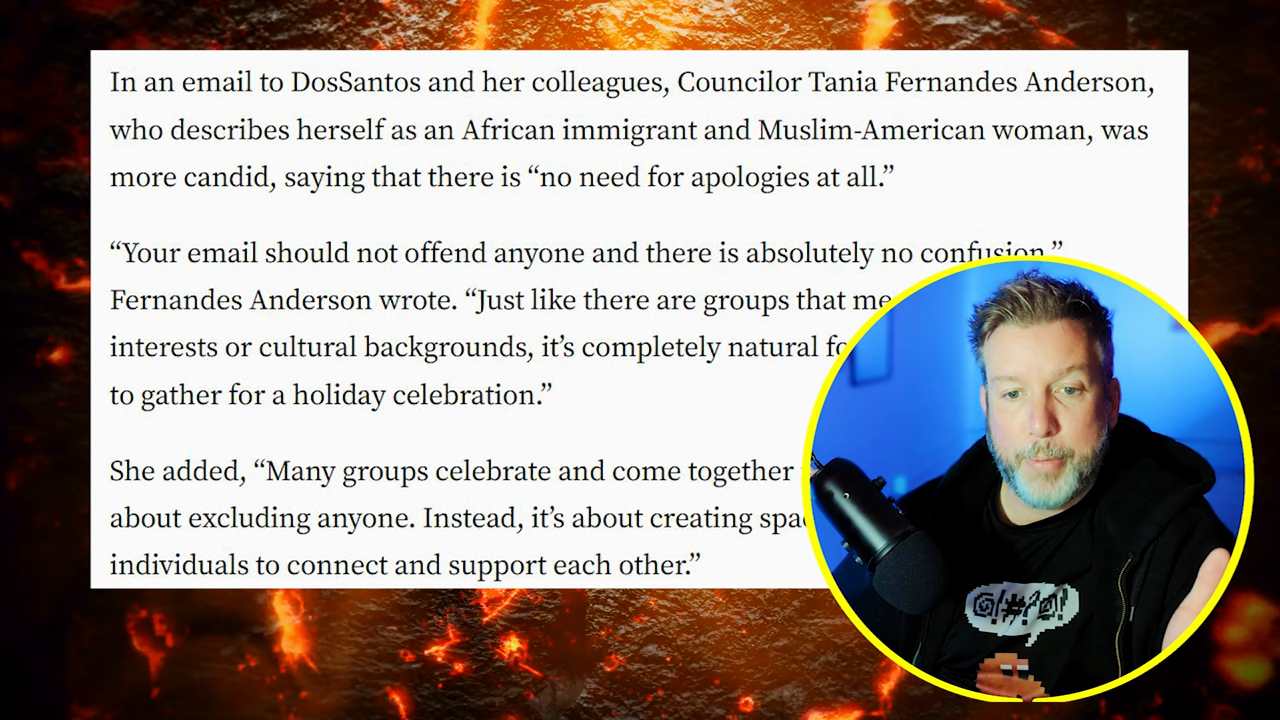 In an email to DosSantos and her colleagues, Councilor Tania Fernandes Anderson,
who describes herself as an African immigrant and Muslim-American woman, was
more candid, saying that there is “no need for apologies at all.”
“Your email should not offend anyone and there is absolutely no confusion,”
Fernandes Anderson wrote. “Just like there are groups that
interests or cultural backgrounds, it’s completely natural
to gather for a holiday celebration.”
She added, “Many groups celebrate and come together
about excluding anyone. Instead, it’s about creating
individuals to connect and support each other.”
@!#?@!